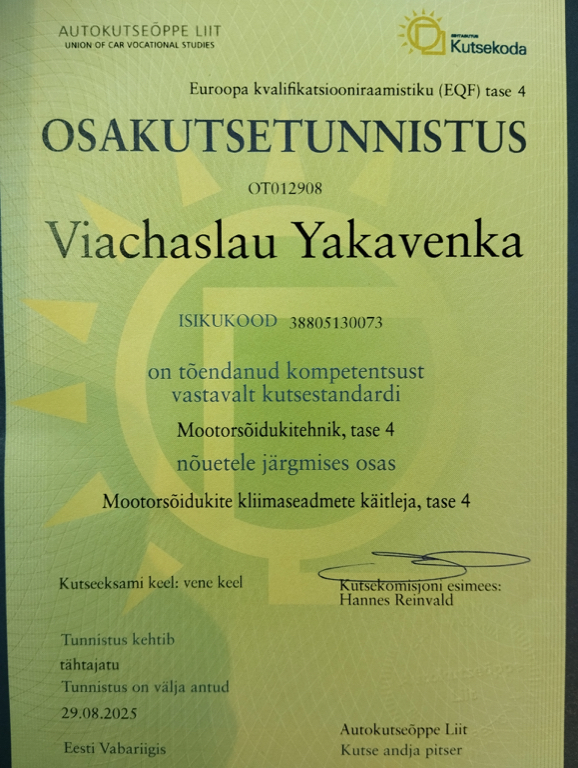 AUTOKUTSEÕPPE LIIT
UNION OF CAR VOCATIONAL STUDIES
SIHTASUTUS
Kutsekoda
Euroopa kvalifikatsiooniraamistiku (EQF) tase 4
OSAKUTSETUNNISTUS
OT012908
Viachaslau Yakavenka
ISIKUKOOD 38805130073
on tõendanud kompetentsust
vastavalt kutsestandardi
Mootorsõidukitehnik, tase 4
nõuetele järgmises osas
Mootorsõidukite kliimaseadmete käitleja, tase 4
Kutseeksami keel: vene keel
Kutsekomisjoni esimees:
Hannes Reinvald
Tunnistus kehtib
tähtajatu
Tunnistus on välja antud
29.08.2025
Eesti Vabariigis
Autokutseõppe Liit
Kutse andja pitser